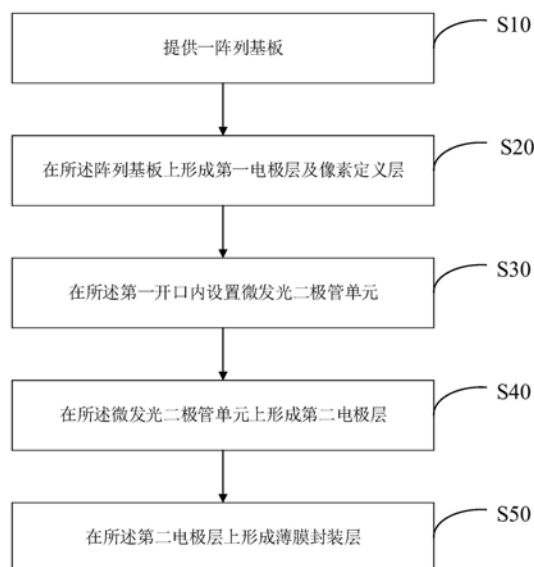 提供一阵列基板
S10
在所述阵列基板上形成第一电极层及像素定义层
S20
在所述第一开口内设置微发光二极管单元
S30
在所述微发光二极管单元上形成第二电极层
S40
在所述第二电极层上形成薄膜封装层
S50